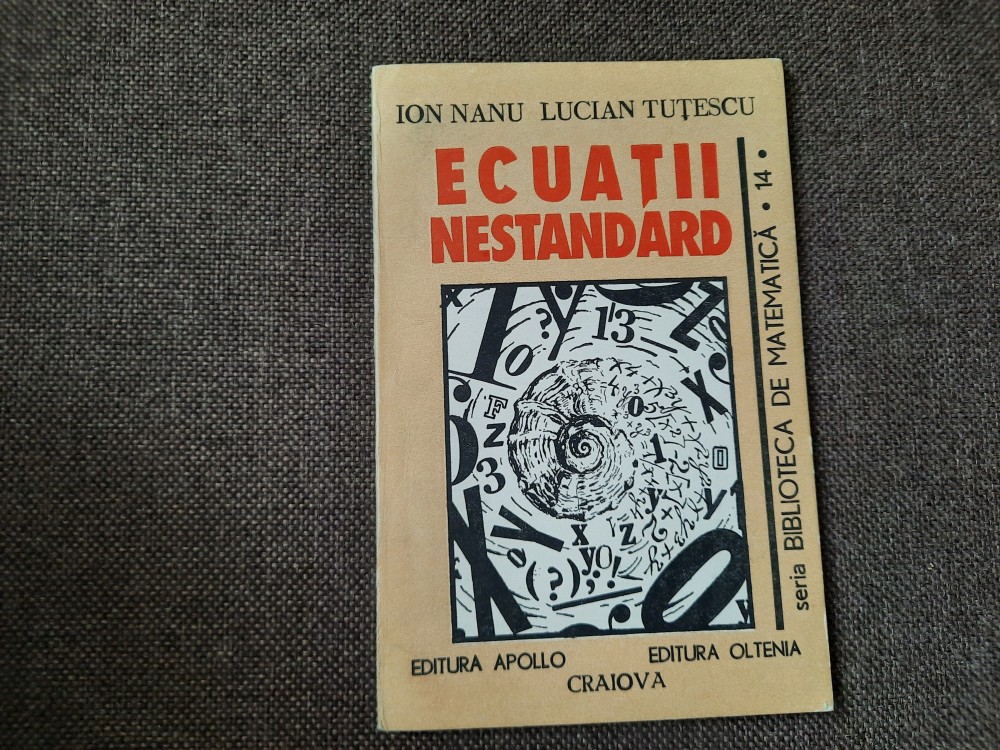 ION NANU LUCIAN TUȚESCU
ECUAȚII
NESTANDARD
seria BIBLIOTECA DE MATEMATICĂ • 14 •
EDITURA APOLLO EDITURA OLTENIA
CRAIOVA